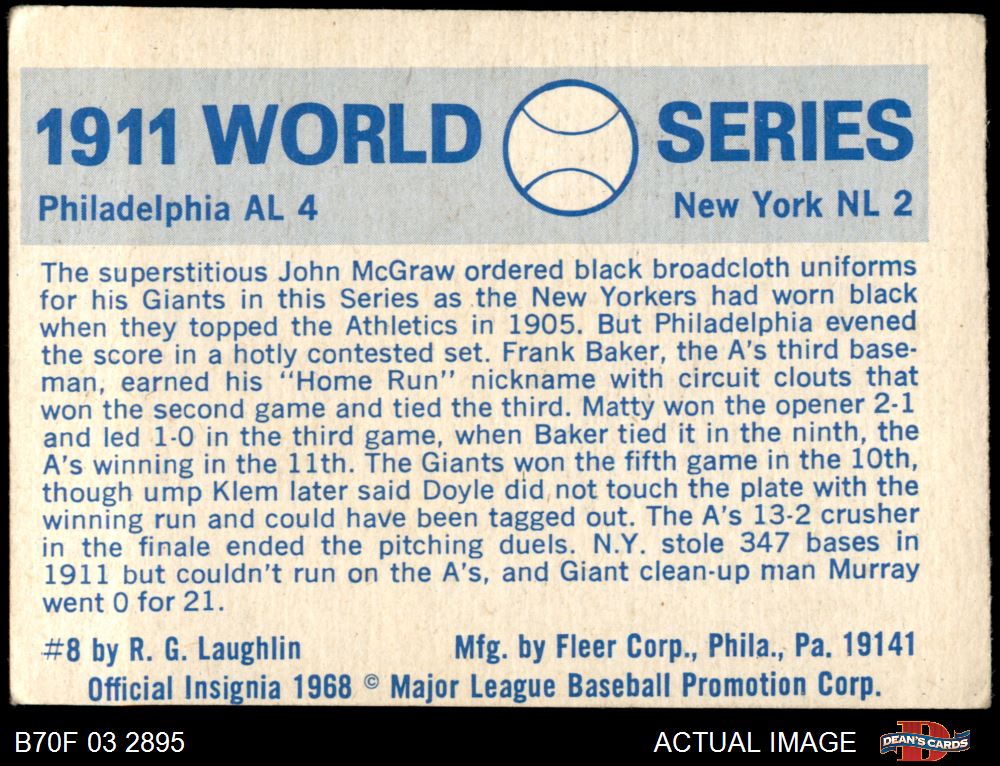 1911 WORLD SERIES
Philadelphia AL 4 New York NL 2
The superstitious John McGraw ordered black broadcloth uniforms
for his Giants in this Series as the New Yorkers had worn black
when they topped the Athletics in 1905. But Philadelphia evened
the score in a hotly contested set. Frank Baker, the A's third base-
man, earned his "Home Run" nickname with circuit clouts that
won the second game and tied the third. Matty won the opener 2-1
and led 1-0 in the third game, when Baker tied it in the ninth, the
A's winning in the 11th. The Giants won the fifth game in the 10th,
though ump Klem later said Doyle did not touch the plate with the
winning run and could have been tagged out. The A's 13-2 crusher
in the finale ended the pitching duels. N.Y. stole 347 bases in
1911 but couldn't run on the A's, and Giant clean-up man Murray
went 0 for 21.
#8 by R. G. Laughlin Mfg. by Fleer Corp., Phila., Pa. 19141
Official Insignia 1968 © Major League Baseball Promotion Corp.
B70F 03 2895 ACTUAL IMAGE D DEAN'S CARDS